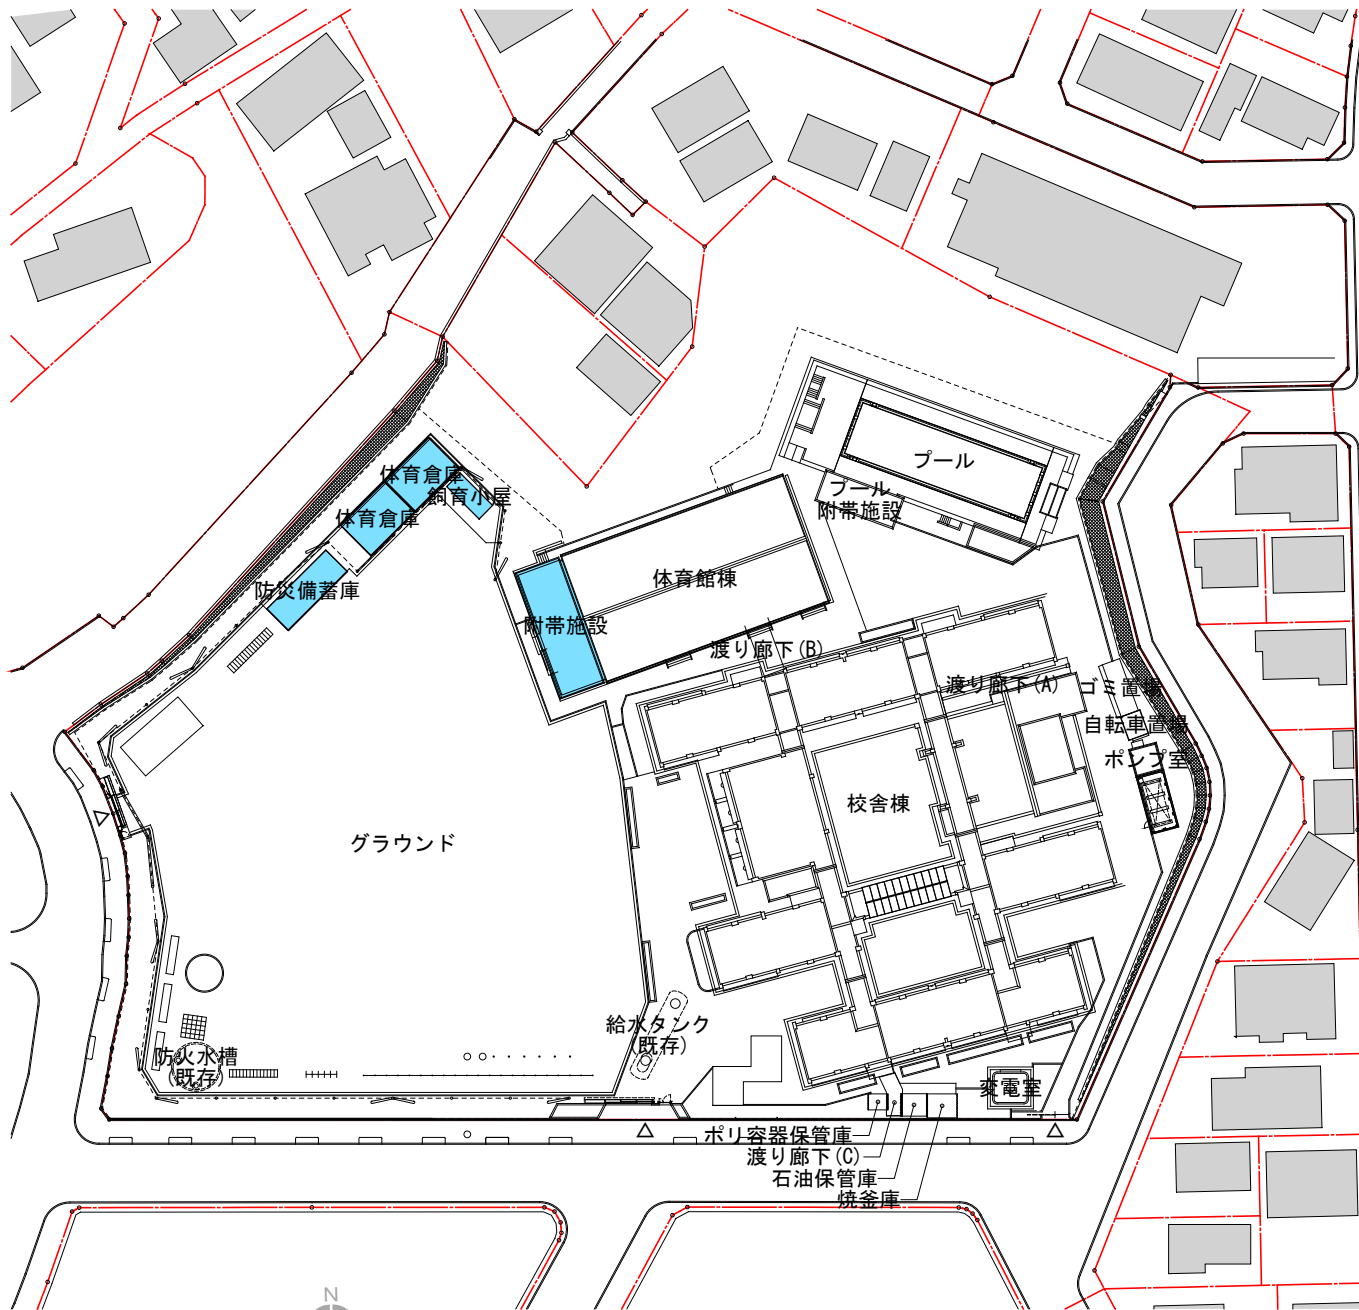 プール
体育倉庫
プール
附帯施設
飼育小屋
体育倉庫
体育館棟
防災備蓄庫
附帯施設
渡り廊下(B)
渡り廊下(A)
ゴミ置場
自転車置場
ポンプ室
校舎棟
グラウンド
給水タンク
(既存)
防火水槽
(既存)
変電室
ポリ容器保管庫
渡り廊下(C)
石油保管庫
焼釜庫
N